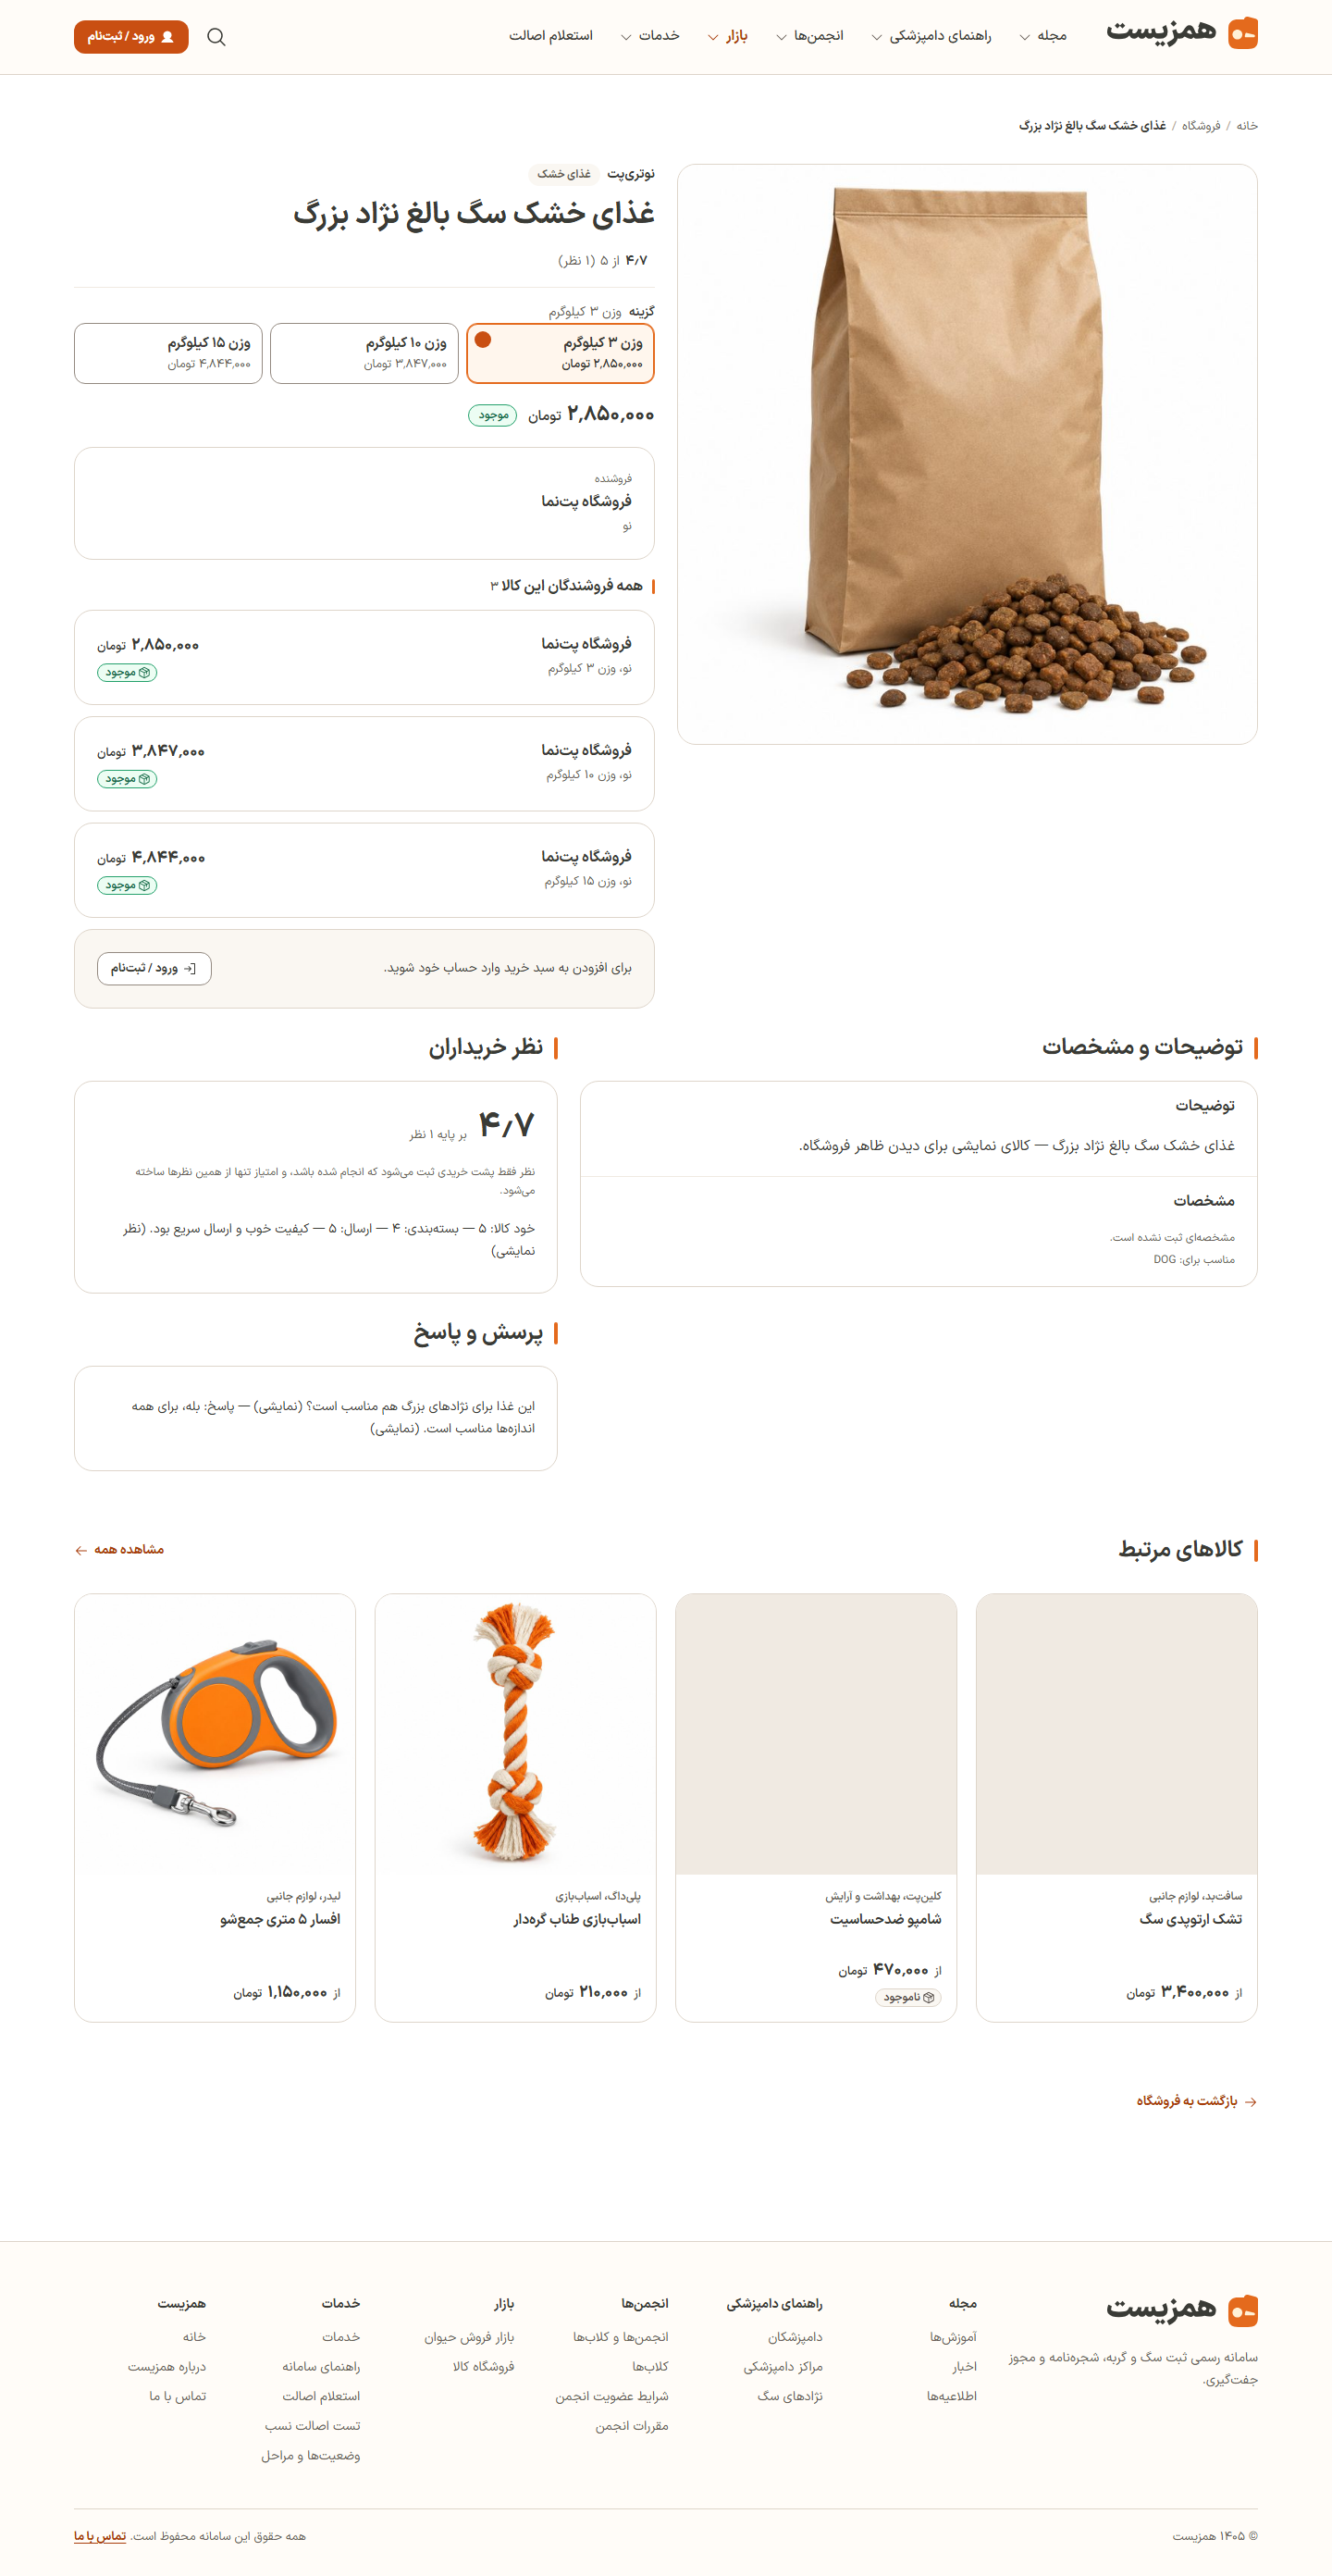 همزیست
مجله
راهنمای دامپزشکی
انجمن‌ها
بازار
خدمات
استعلام اصالت
ورود / ثبت‌نام
خانه / فروشگاه / غذای خشک سگ بالغ نژاد بزرگ
نوتری‌پت غذای خشک
غذای خشک سگ بالغ نژاد بزرگ
۴٫۷ از ۵ (۱ نظر)
گزینه وزن ۳ کیلوگرم
وزن ۳ کیلوگرم
۲٬۸۵۰٬۰۰۰ تومان
وزن ۱۰ کیلوگرم
۳٬۸۴۷٬۰۰۰ تومان
وزن ۱۵ کیلوگرم
۴٬۸۴۴٬۰۰۰ تومان
۲٬۸۵۰٬۰۰۰ تومان موجود
فروشنده
فروشگاه پت‌نما
نو
همه فروشندگان این کالا ۳
فروشگاه پت‌نما
نو، وزن ۳ کیلوگرم
۲٬۸۵۰٬۰۰۰ تومان
موجود
فروشگاه پت‌نما
نو، وزن ۱۰ کیلوگرم
۳٬۸۴۷٬۰۰۰ تومان
موجود
فروشگاه پت‌نما
نو، وزن ۱۵ کیلوگرم
۴٬۸۴۴٬۰۰۰ تومان
موجود
برای افزودن به سبد خرید وارد حساب خود شوید.
ورود / ثبت‌نام
توضیحات و مشخصات
توضیحات
غذای خشک سگ بالغ نژاد بزرگ — کالای نمایشی برای دیدن ظاهر فروشگاه.
مشخصات
مشخصه‌ای ثبت نشده است.
مناسب برای: DOG
نظر خریداران
۴٫۷ بر پایه ۱ نظر
نظر فقط پشت خریدی ثبت می‌شود که انجام شده باشد، و امتیاز تنها از همین نظرها ساخته
می‌شود.
خود کالا: ۵ — بسته‌بندی: ۴ — ارسال: ۵ — کیفیت خوب و ارسال سریع بود. (نظر
نمایشی)
پرسش و پاسخ
این غذا برای نژادهای بزرگ هم مناسب است؟ (نمایشی) — پاسخ: بله، برای همه
اندازه‌ها مناسب است. (نمایشی)
کالاهای مرتبط
مشاهده همه
سافت‌بد، لوازم جانبی
تشک ارتوپدی سگ
از ۳٬۴۰۰٬۰۰۰ تومان
کلین‌پت، بهداشت و آرایش
شامپو ضدحساسیت
از ۴۷۰٬۰۰۰ تومان
ناموجود
پلی‌داگ، اسباب‌بازی
اسباب‌بازی طناب گره‌دار
از ۲۱۰٬۰۰۰ تومان
لیدر، لوازم جانبی
افسار ۵ متری جمع‌شو
از ۱٬۱۵۰٬۰۰۰ تومان
بازگشت به فروشگاه
همزیست
سامانه رسمی ثبت سگ و گربه، شجره‌نامه و مجوز
جفت‌گیری.
مجله
آموزش‌ها
اخبار
اطلاعیه‌ها
راهنمای دامپزشکی
دامپزشکان
مراکز دامپزشکی
نژادهای سگ
انجمن‌ها
انجمن‌ها و کلاب‌ها
کلاب‌ها
شرایط عضویت انجمن
مقررات انجمن
بازار
بازار فروش حیوان
فروشگاه کالا
خدمات
خدمات
راهنمای سامانه
استعلام اصالت
تست اصالت نسب
وضعیت‌ها و مراحل
همزیست
خانه
درباره همزیست
تماس با ما
© ۱۴۰۵ همزیست
همه حقوق این سامانه محفوظ است. تماس با ما